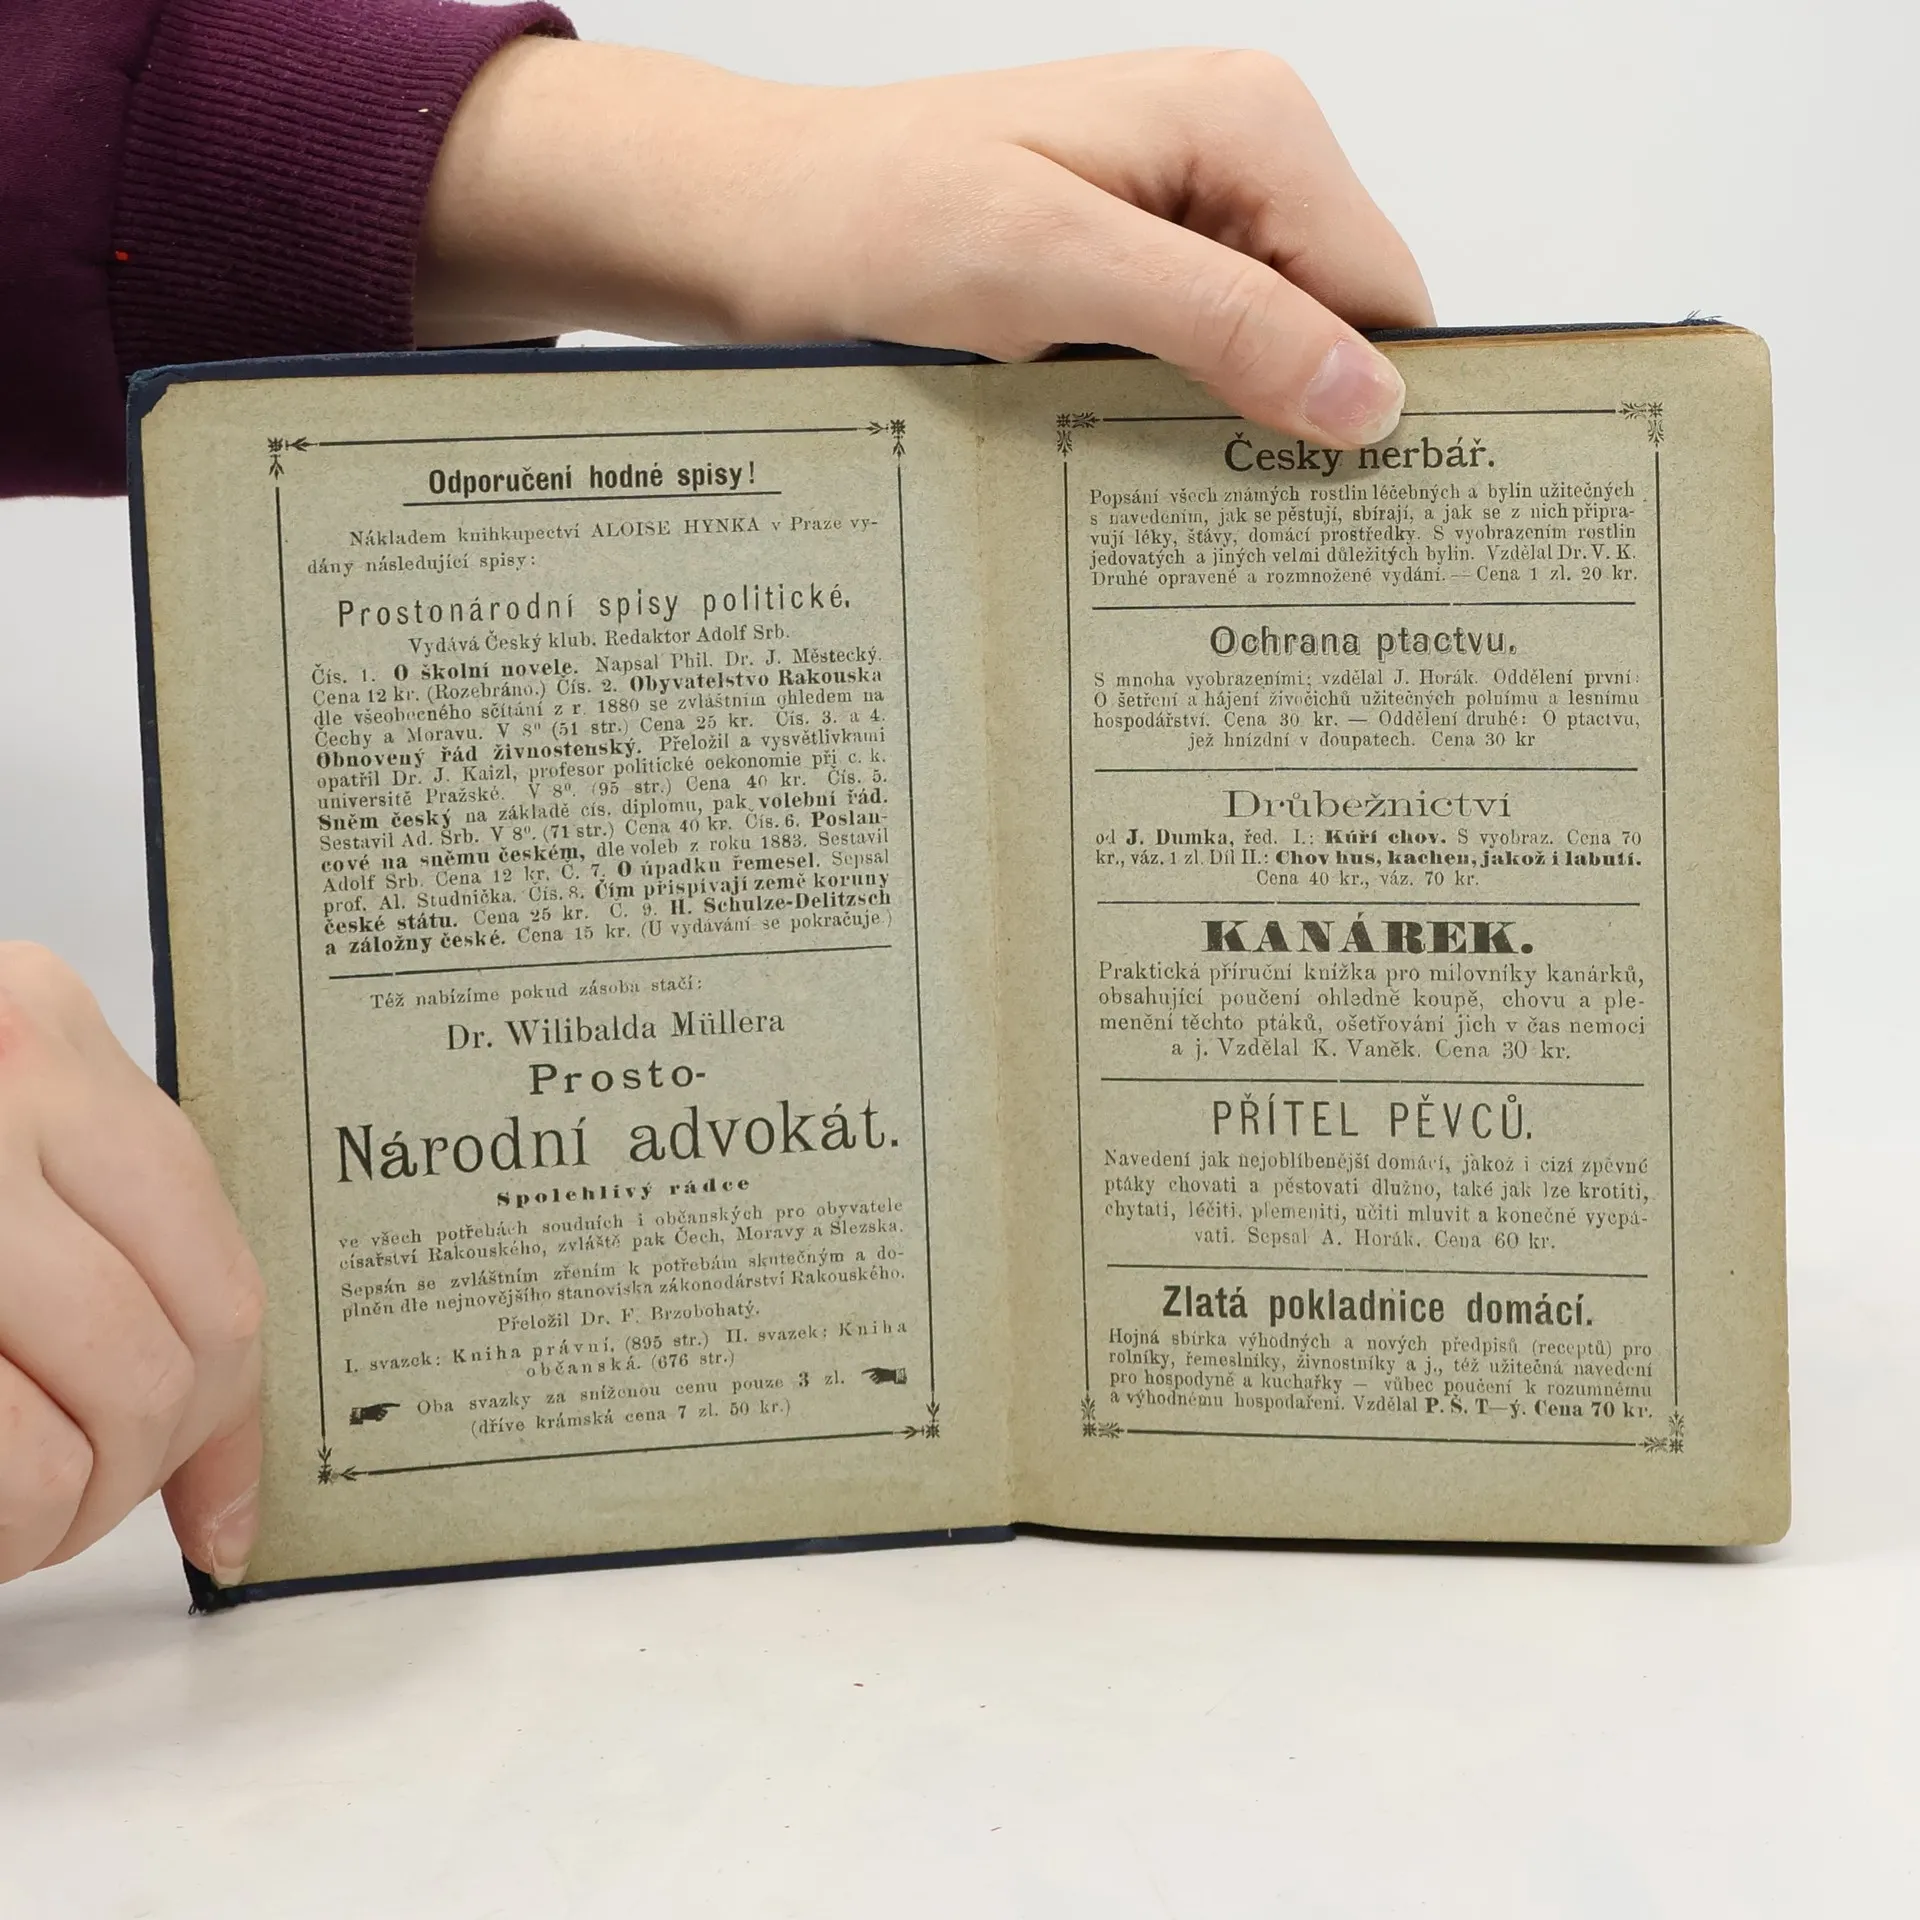 Odporučení hodné spisy!
Nákladem knihkupectví ALOISE HYNKA v Praze vy-
dány následující spisy:
Prostonárodní spisy politické.
Vydává Český klub. Redaktor Adolf Srb.
Čís. 1. O školní novele. Napsal Phil. Dr. J. Městecký.
Cena 12 kr. (Rozebráno.) Čís. 2. Obyvatelstvo Rakouska
dle všeobecného sčítání z r. 1880 se zvláštním ohledem na
Čechy a Moravu. V 8⁰ (51 str.) Cena 25 kr. Čís. 3. a 4.
Obnovený řád živnostenský. Přeložil a vysvětlivkami
opatřil Dr. J. Kaizl, profesor politické oekonomie při c. k.
universitě Pražské. V 8⁰. (95 str.) Cena 40 kr. Čís. 5.
Sněm český na základě cís. diplomu, pak volební řád.
Sestavil Ad. Srb. V 8⁰. (71 str.) Cena 40 kr. Čís. 6. Poslan-
cové na sněmu českém, dle voleb z roku 1883. Sestavil
Adolf Srb. Cena 12 kr. Č. 7. O úpadku řemesel. Sepsal
prof. Al. Studnička. Čís. 8. Čím přispívají země koruny
české státu. Cena 25 kr. Č. 9. H. Schulze-Delitzsch
a záložny české. Cena 15 kr. (U vydávání se pokračuje.)
Též nabízíme pokud zásoba stačí:
Dr. Wilibalda Müllera
Prosto-
Národní advokát.
Spolehlivý rádce
ve všech potřebách soudních i občanských pro obyvatele
císařství Rakouského, zvláště pak Čech, Moravy a Slezska.
Sepsán se zvláštním zřením k potřebám skutečným a do-
plněn dle nejnovějšího stanoviska zákonodárství Rakouského.
Přeložil Dr. F. Brzobohatý.
I. svazek: Kniha právní. (895 str.) II. svazek: Kniha
občanská. (676 str.)
Oba svazky za sníženou cenu pouze 3 zl.
(dříve krámská cena 7 zl. 50 kr.)
Český herbář.
Popsání všech známých rostlin léčebných a bylin užitečných
s navedením, jak se pěstují, sbírají, a jak se z nich připra-
vují léky, šťávy, domácí prostředky. S vyobrazením rostlin
jedovatých a jiných velmi důležitých bylin. Vzdělal Dr. V. K.
Druhé opravené a rozmnožené vydání. — Cena 1 zl. 20 kr.
Ochrana ptactvu.
S mnoha vyobrazeními; vzdělal J. Horák. Oddělení první:
O šetření a hájení živočichů užitečných polnímu a lesnímu
hospodářství. Cena 30 kr. — Oddělení druhé: O ptactvu,
jež hnízdní v doupatech. Cena 30 kr
Drůbežnictví
od J. Dumka, řed. I.: Kúří chov. S vyobraz. Cena 70
kr., váz. 1 zl. Díl II.: Chov hus, kachen, jakož i labutí.
Cena 40 kr., váz. 70 kr.
KANÁREK.
Praktická příruční knížka pro milovníky kanárků,
obsahující poučení ohledně koupě, chovu a ple-
menění těchto ptáků, ošetřování jich v čas nemoci
a j. Vzdělal K. Vaněk. Cena 30 kr.
PŘÍTEL PĚVCŮ.
Navedení jak nejoblíbenější domácí, jakož i cizí zpěvné
ptáky chovati a pěstovati dlužno, také jak lze krotiti,
chytati, léčiti, plemeniti, učiti mluvit a konečně vycpá-
vati. Sepsal A. Horák. Cena 60 kr.
Zlatá pokladnice domácí.
Hojná sbírka výhodných a nových předpisů (receptů) pro
rolníky, řemeslníky, živnostníky a j., též užitečná navedení
pro hospodyně a kuchařky — vůbec poučení k rozumnému
a výhodnému hospodaření. Vzdělal P. Š. T—ý. Cena 70 kr.